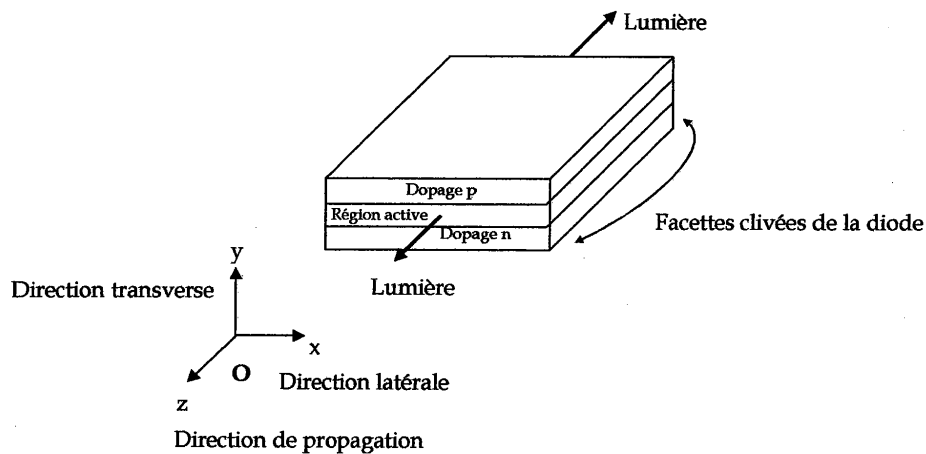 Lumière
Dopage p
Région active
Dopage n
Facettes clivées de la diode
Lumière
y
Direction transverse
x
O
Direction latérale
z
Direction de propagation